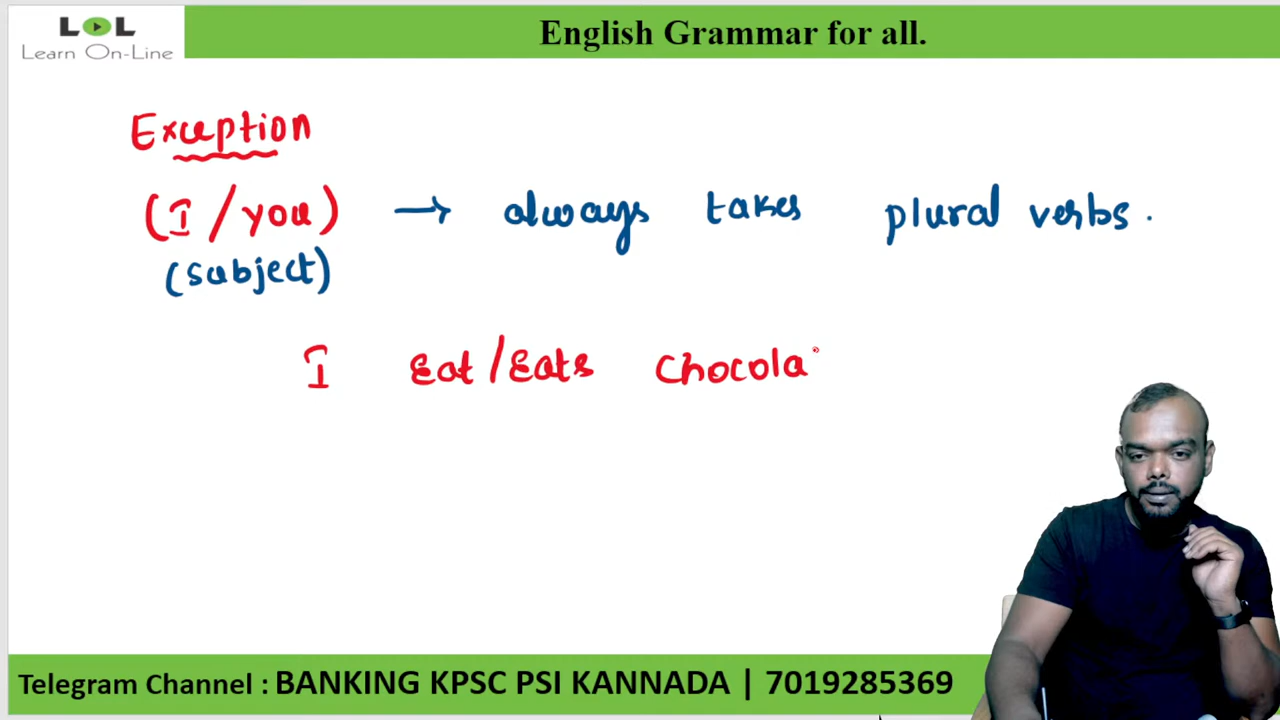 LOL
Learn On-Line
English Grammar for all.
Exception
(I/you) → always takes plural verbs.
(subject)
I Eat/Eats chocola
Telegram Channel : BANKING KPSC PSI KANNADA | 7019285369